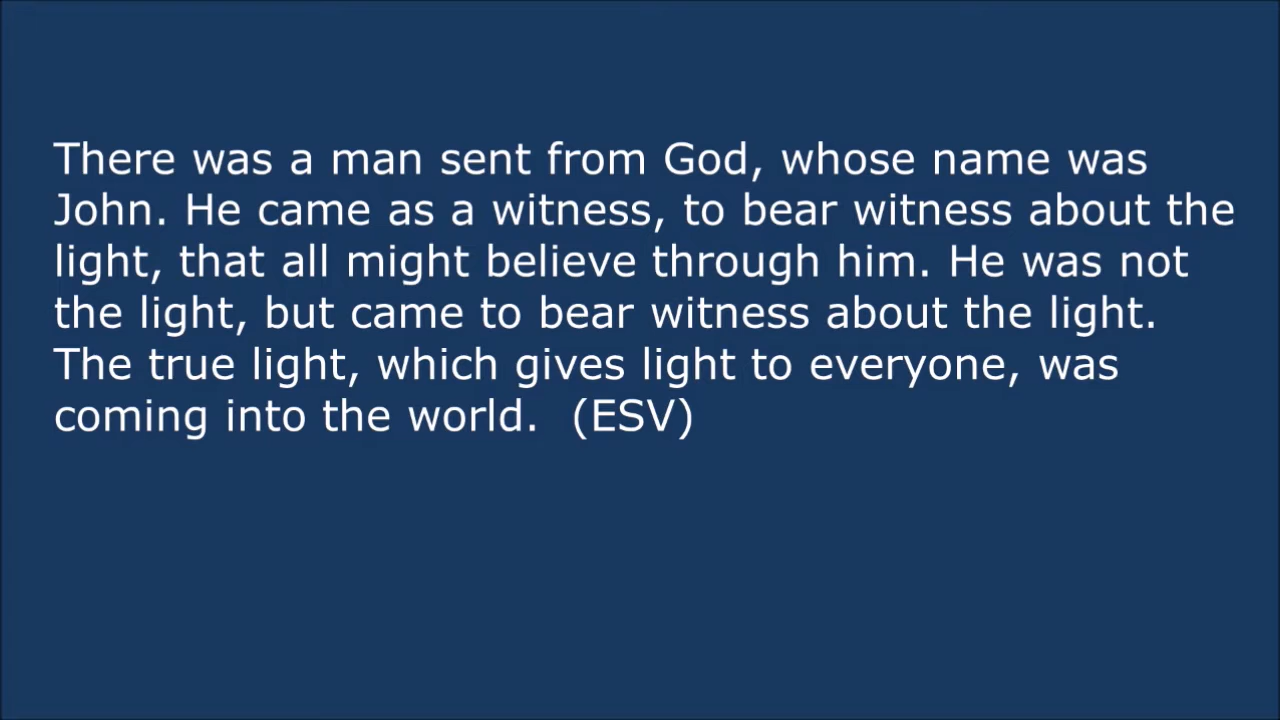 There was a man sent from God, whose name was
John. He came as a witness, to bear witness about the
light, that all might believe through him. He was not
the light, but came to bear witness about the light.
The true light, which gives light to everyone, was
coming into the world.  (ESV)